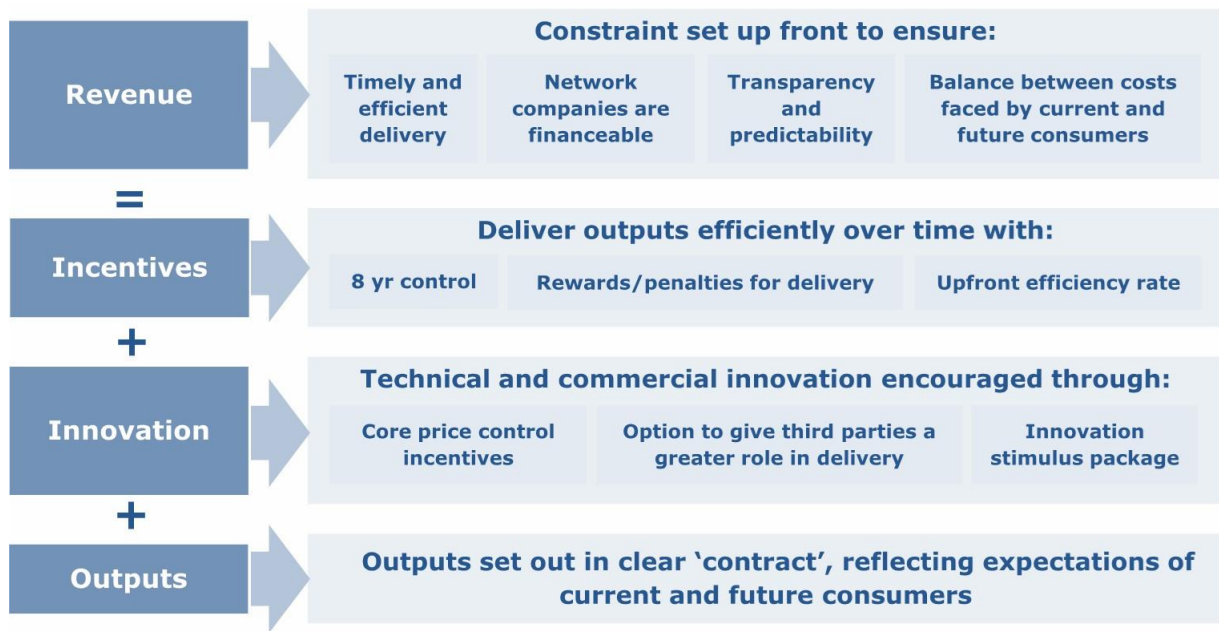 Revenue
Constraint set up front to ensure:
Timely and
efficient
delivery
Network
companies are
financeable
Transparency
and
predictability
Balance between costs
faced by current and
future consumers
=
Incentives
Deliver outputs efficiently over time with:
8 yr control
Rewards/penalties for delivery
Upfront efficiency rate
+
Innovation
Technical and commercial innovation encouraged through:
Core price control
incentives
Option to give third parties a
greater role in delivery
Innovation
stimulus package
+
Outputs
Outputs set out in clear ‘contract’, reflecting expectations of
current and future consumers